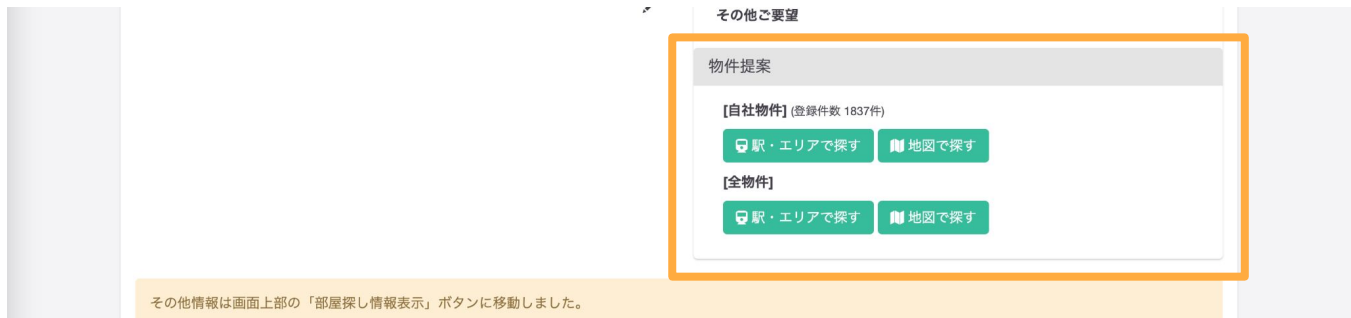 その他ご要望
物件提案
[自社物件] (登録件数 1837件)
駅・エリアで探す 地図で探す
[全物件]
駅・エリアで探す 地図で探す
その他情報は画面上部の「部屋探し情報表示」ボタンに移動しました。